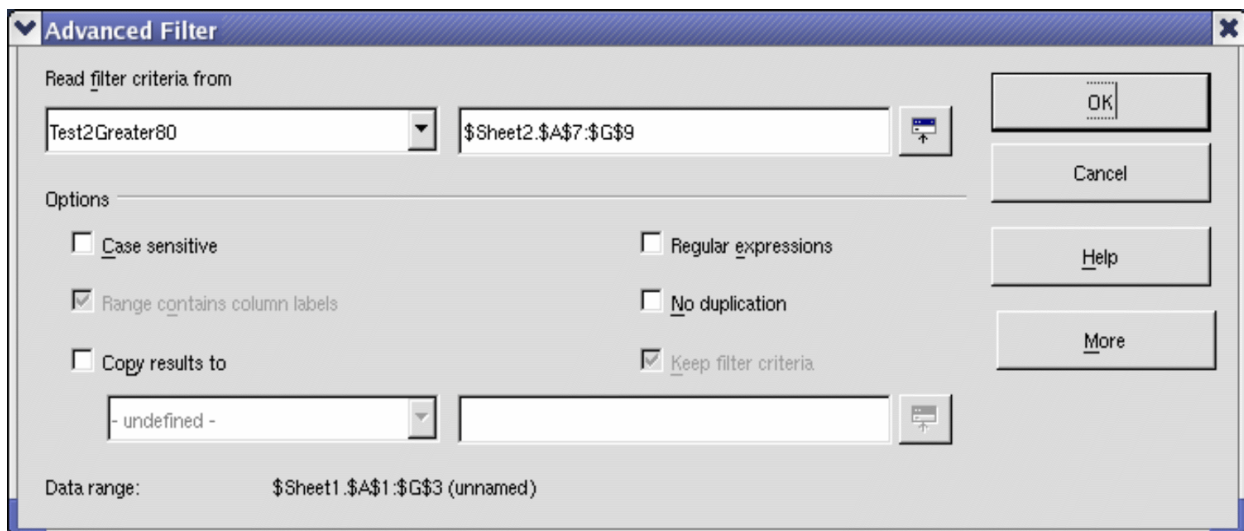 Advanced Filter
Read filter criteria from
OK
Test2Greater80 $Sheet2.$A$7:$G$9
Cancel
Options
Case sensitive Regular expressions
Help
Range contains column labels No duplication
More
Copy results to Keep filter criteria
- undefined -
Data range: $Sheet1.$A$1:$G$3 (unnamed)